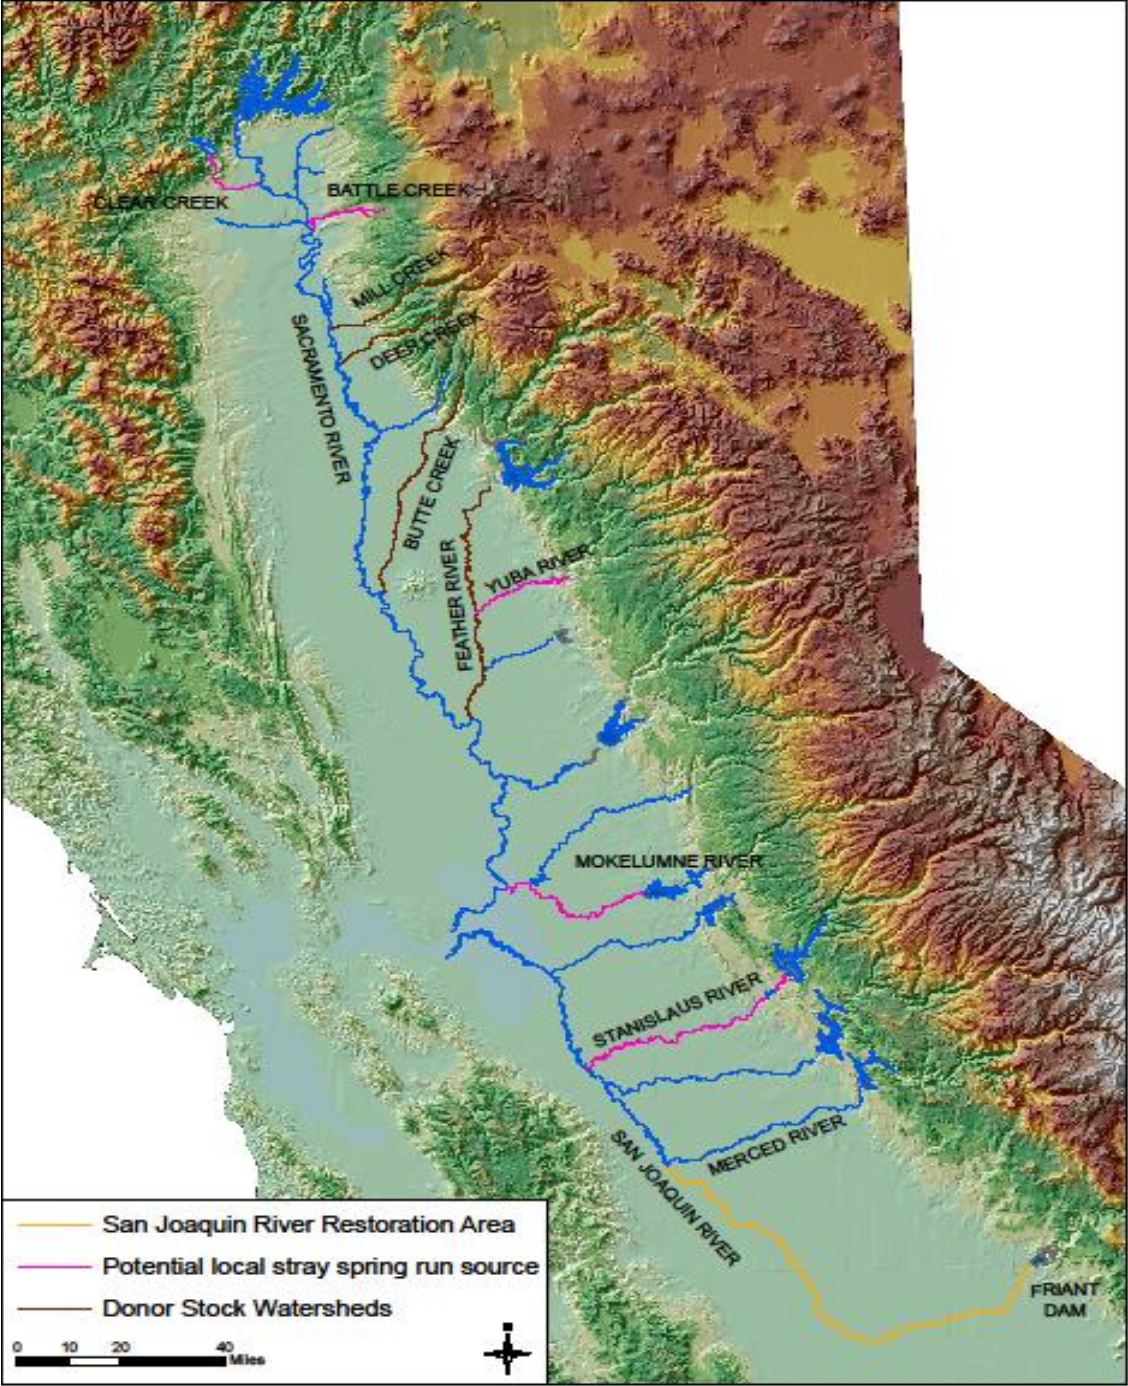 CLEAR CREEK
BATTLE CREEK
MILL CREEK
DEER CREEK
SACRAMENTO RIVER
BUTTE CREEK
FEATHER RIVER
YUBA RIVER
MOKELUMNE RIVER
STANISLAUS RIVER
MERCED RIVER
SAN JOAQUIN RIVER
FRIANT
DAM
San Joaquin River Restoration Area
Potential local stray spring run source
Donor Stock Watersheds
0 10 20 40
Miles